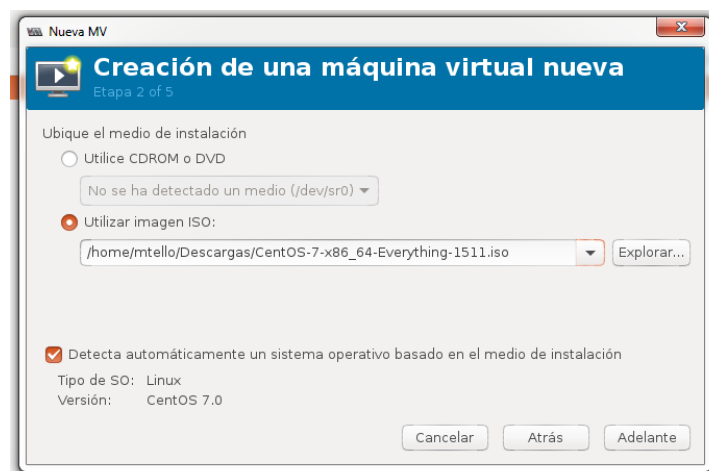 Nueva MV
Creación de una máquina virtual nueva
Etapa 2 of 5
Ubique el medio de instalación
Utilice CDROM o DVD
No se ha detectado un medio (/dev/sr0)
Utilizar imagen ISO:
/home/mtello/Descargas/CentOS-7-x86_64-Everything-1511.iso Explorar...
Detecta automáticamente un sistema operativo basado en el medio de instalación
Tipo de SO: Linux
Versión: CentOS 7.0
Cancelar Atrás Adelante